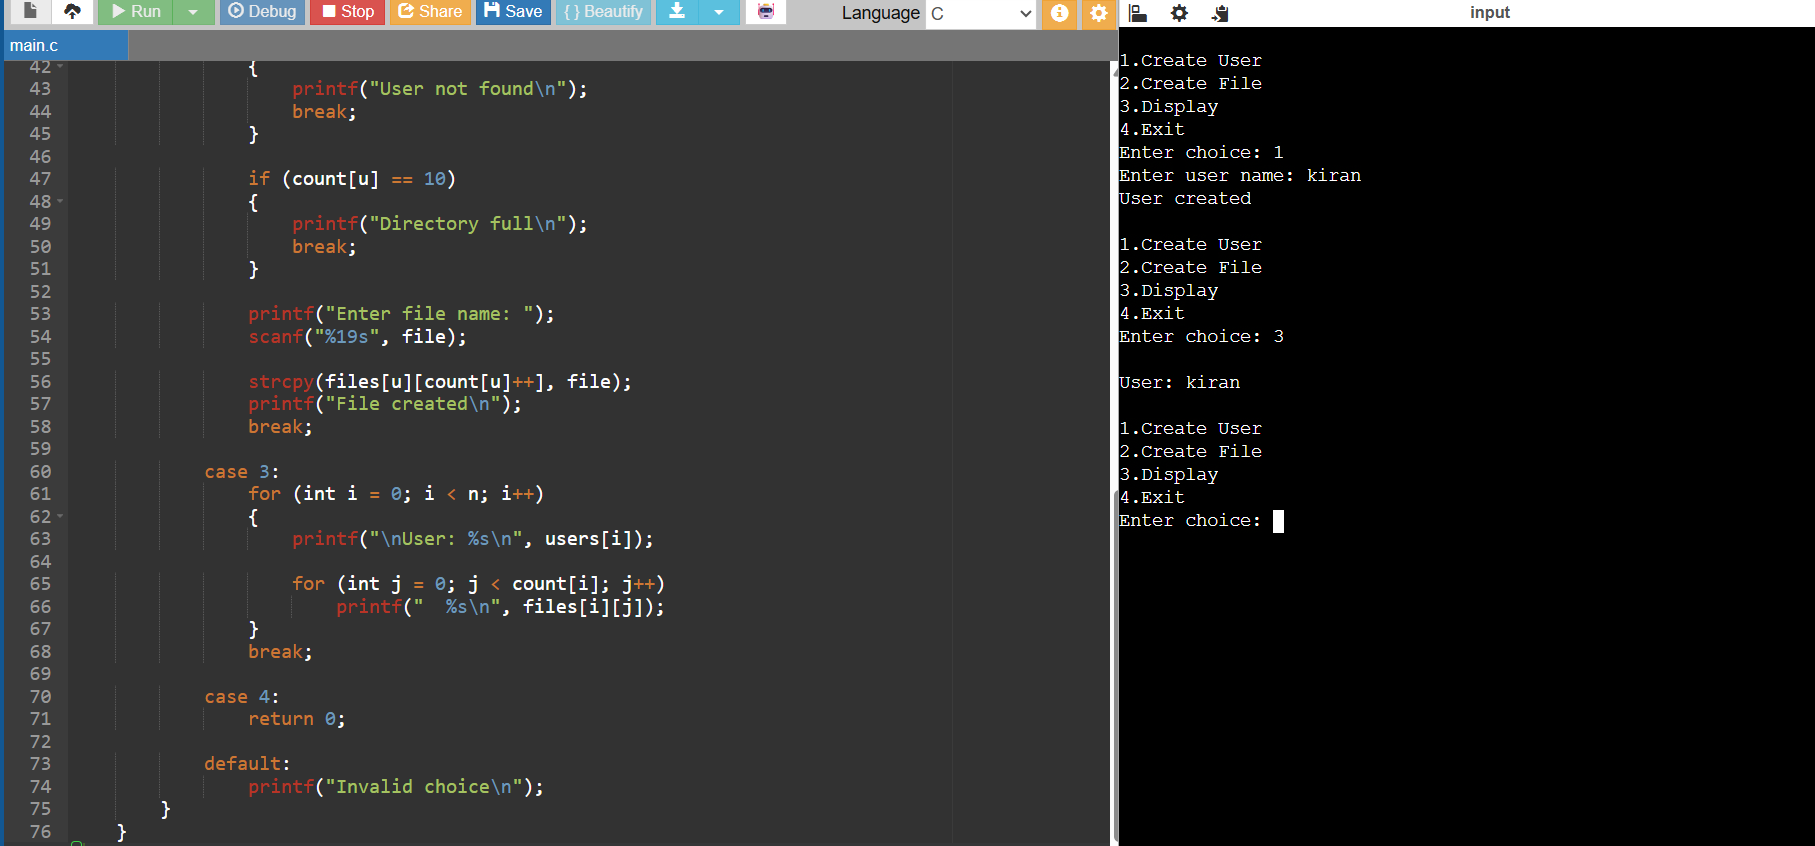 Run Debug Stop Share Save { } Beautify Language C
main.c
42 {
43 printf("User not found\n");
44 break;
45 }
46
47 if (count[u] == 10)
48 {
49 printf("Directory full\n");
50 break;
51 }
52
53 printf("Enter file name: ");
54 scanf("%19s", file);
55
56 strcpy(files[u][count[u]++], file);
57 printf("File created\n");
58 break;
59
60 case 3:
61 for (int i = 0; i < n; i++)
62 {
63 printf("\nUser: %s\n", users[i]);
64
65 for (int j = 0; j < count[i]; j++)
66 printf("  %s\n", files[i][j]);
67 }
68 break;
69
70 case 4:
71 return 0;
72
73 default:
74 printf("Invalid choice\n");
75 }
76 }
input
1.Create User
2.Create File
3.Display
4.Exit
Enter choice: 1
Enter user name: kiran
User created
1.Create User
2.Create File
3.Display
4.Exit
Enter choice: 3
User: kiran
1.Create User
2.Create File
3.Display
4.Exit
Enter choice: